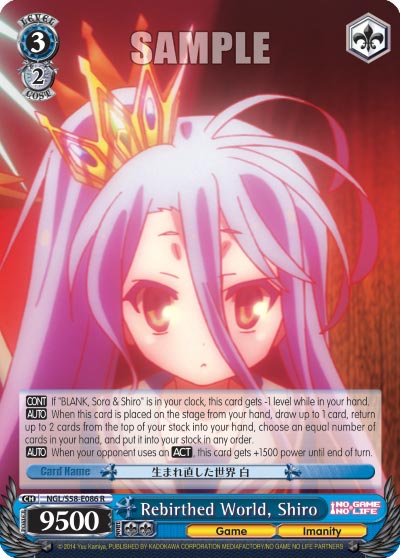 LEVEL
3
2
COST
SAMPLE
CONT If "BLANK, Sora & Shiro" is in your clock, this card gets -1 level while in your hand.
AUTO When this card is placed on the stage from your hand, draw up to 1 card, return
up to 2 cards from the top of your stock into your clock, choose an equal number of
cards in your hand, and put it into your stock in any order.
AUTO When your opponent uses an ACT this card gets +1500 power until end of turn.
Card Name
生まれ直した世界 白
CH
NGL/S58-E086 R
POWER
9500
SOUL
Rebirthed World, Shiro
NO GAME
NO LIFE
Game
Imanity
©2014 Yuu Kamiya, PUBLISHED BY KADOKAWA CORPORATION MEDIAFACTORY/NO GAME NO LIFE PARTNERS